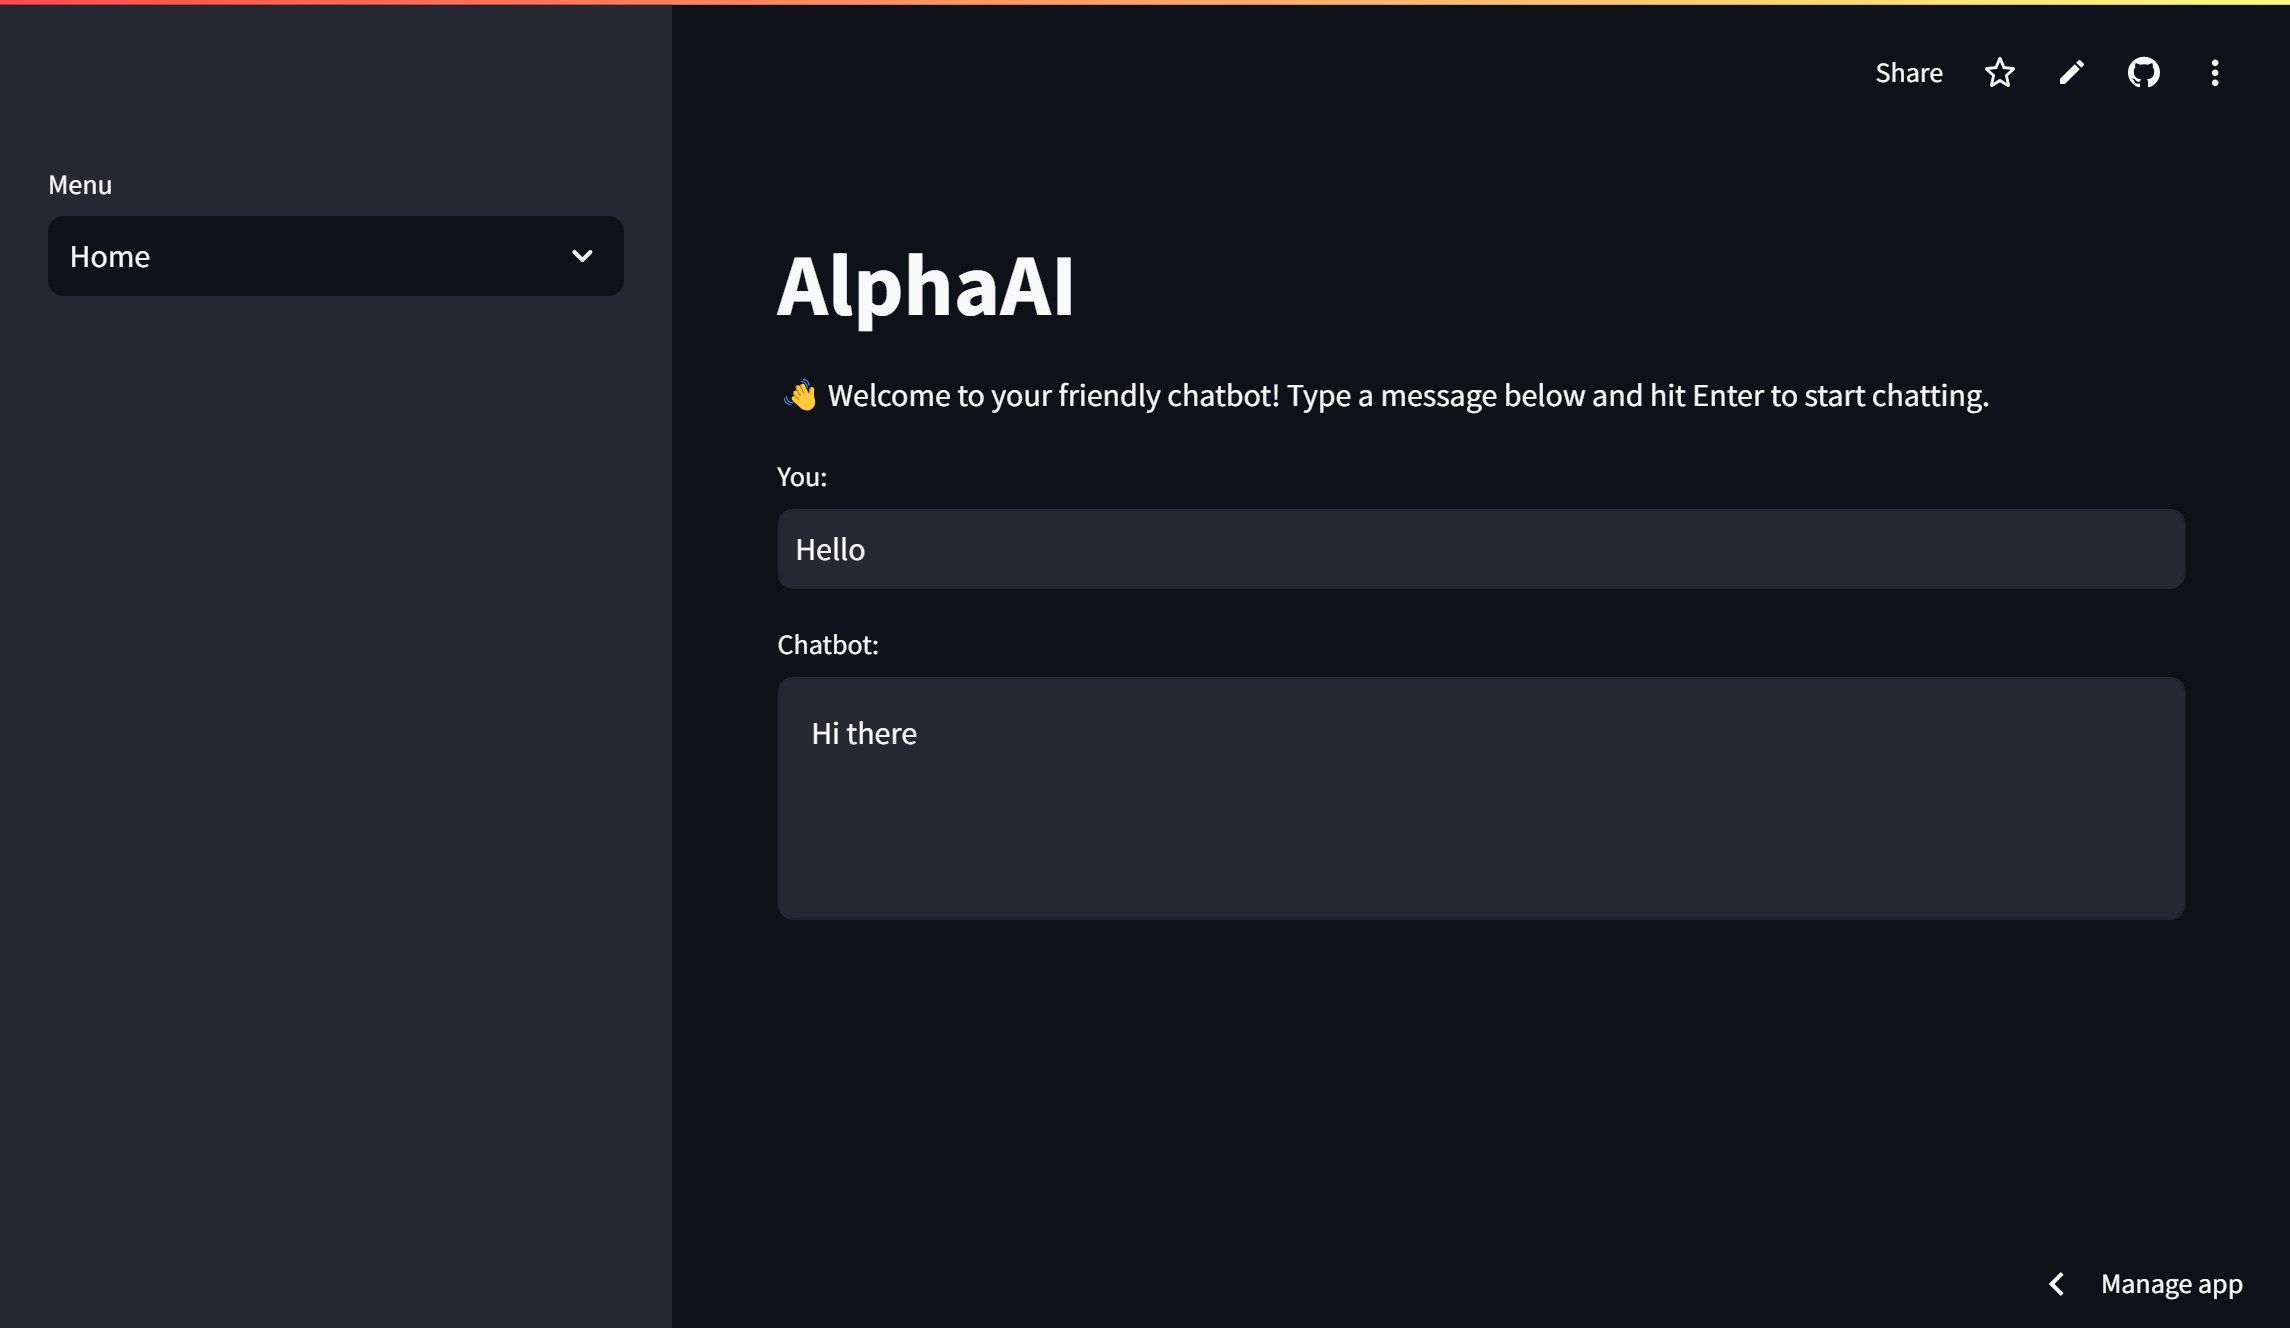 Share
Menu
Home
AlphaAI
👋 Welcome to your friendly chatbot! Type a message below and hit Enter to start chatting.
You:
Hello
Chatbot:
Hi there
Manage app